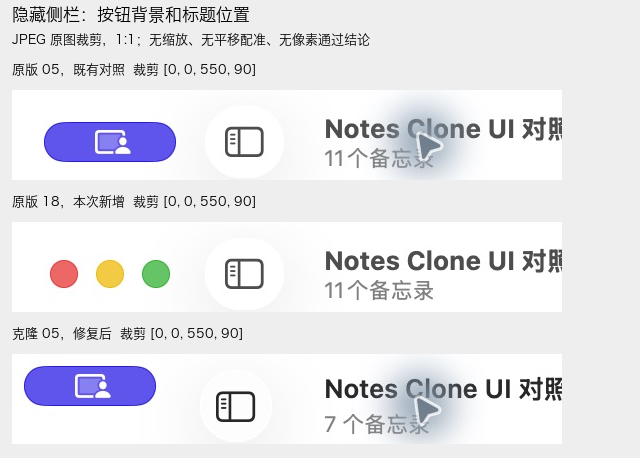 隐藏侧栏：按钮背景和标题位置
JPEG 原图裁剪，1:1；无缩放、无平移配准、无像素通过结论
原版 05，既有对照  裁剪 [0, 0, 550, 90]
Notes Clone UI 对照
11个备忘录
原版 18，本次新增  裁剪 [0, 0, 550, 90]
Notes Clone UI 对照
11个备忘录
克隆 05，修复后  裁剪 [0, 0, 550, 90]
Notes Clone UI 对照
7 个备忘录